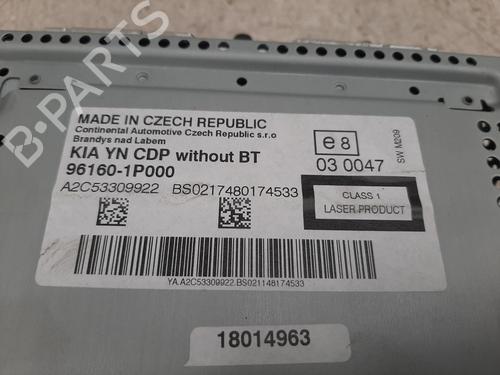 MADE IN CZECH REPUBLIC
Continental Automotive Czech Republic s.r.o
Brandys nad Labem
KIA YN CDP without BT
96160-1P000
A2C53309922 BS0217480174533
e8
03 0047
SW M209
CLASS 1
LASER PRODUCT
YA.A2C53309922.BS021148174533
18014963
B-PARTS